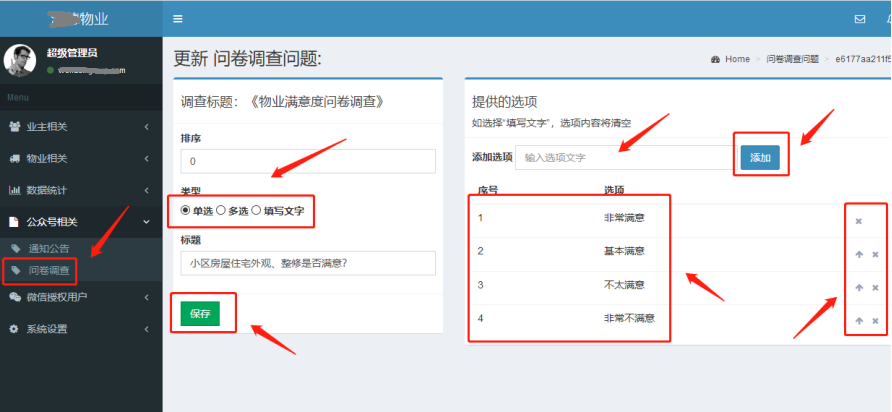 物业
超级管理员
Menu
业主相关
物业相关
数据统计
公众号相关
通知公告
问卷调查
微信授权用户
系统设置
更新 问卷调查问题:
Home > 问卷调查问题 > e6177aa211f5
调查标题：《物业满意度问卷调查》
排序
0
类型
单选 多选 填写文字
标题
小区房屋住宅外观、整修是否满意?
保存
提供的选项
如选择“填写文字”，选项内容将清空
添加选项 输入选项文字 添加
序号 选项
1 非常满意
2 基本满意
3 不太满意
4 非常不满意